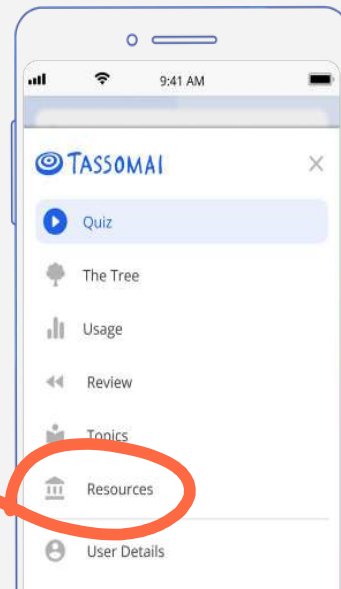 9:41 AM
TASSOMAI
Quiz
The Tree
Usage
Review
Topics
Resources
User Details